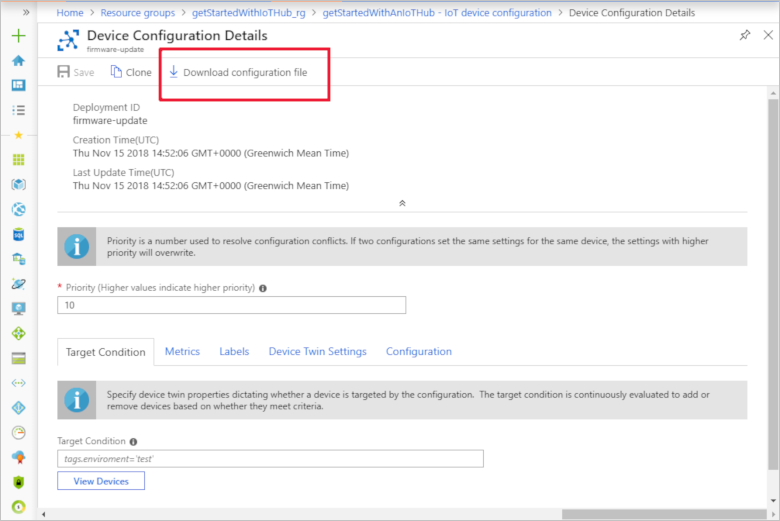 Home > Resource groups > getStartedWithIoTHub_rg > getStartedWithAnIoTHub - IoT device configuration > Device Configuration Details
Device Configuration Details
firmware-update
Save Clone Download configuration file
Deployment ID
firmware-update
Creation Time(UTC)
Thu Nov 15 2018 14:52:06 GMT+0000 (Greenwich Mean Time)
Last Update Time(UTC)
Thu Nov 15 2018 14:52:06 GMT+0000 (Greenwich Mean Time)
Priority is a number used to resolve configuration conflicts. If two configurations set the same settings for the same device, the settings with higher
priority will overwrite.
* Priority (Higher values indicate higher priority)
10
Target Condition Metrics Labels Device Twin Settings Configuration
Specify device twin properties dictating whether a device is targeted by the configuration. The target condition is continuously evaluated to add or
remove devices based on whether they meet criteria.
Target Condition
tags.enviroment='test'
View Devices